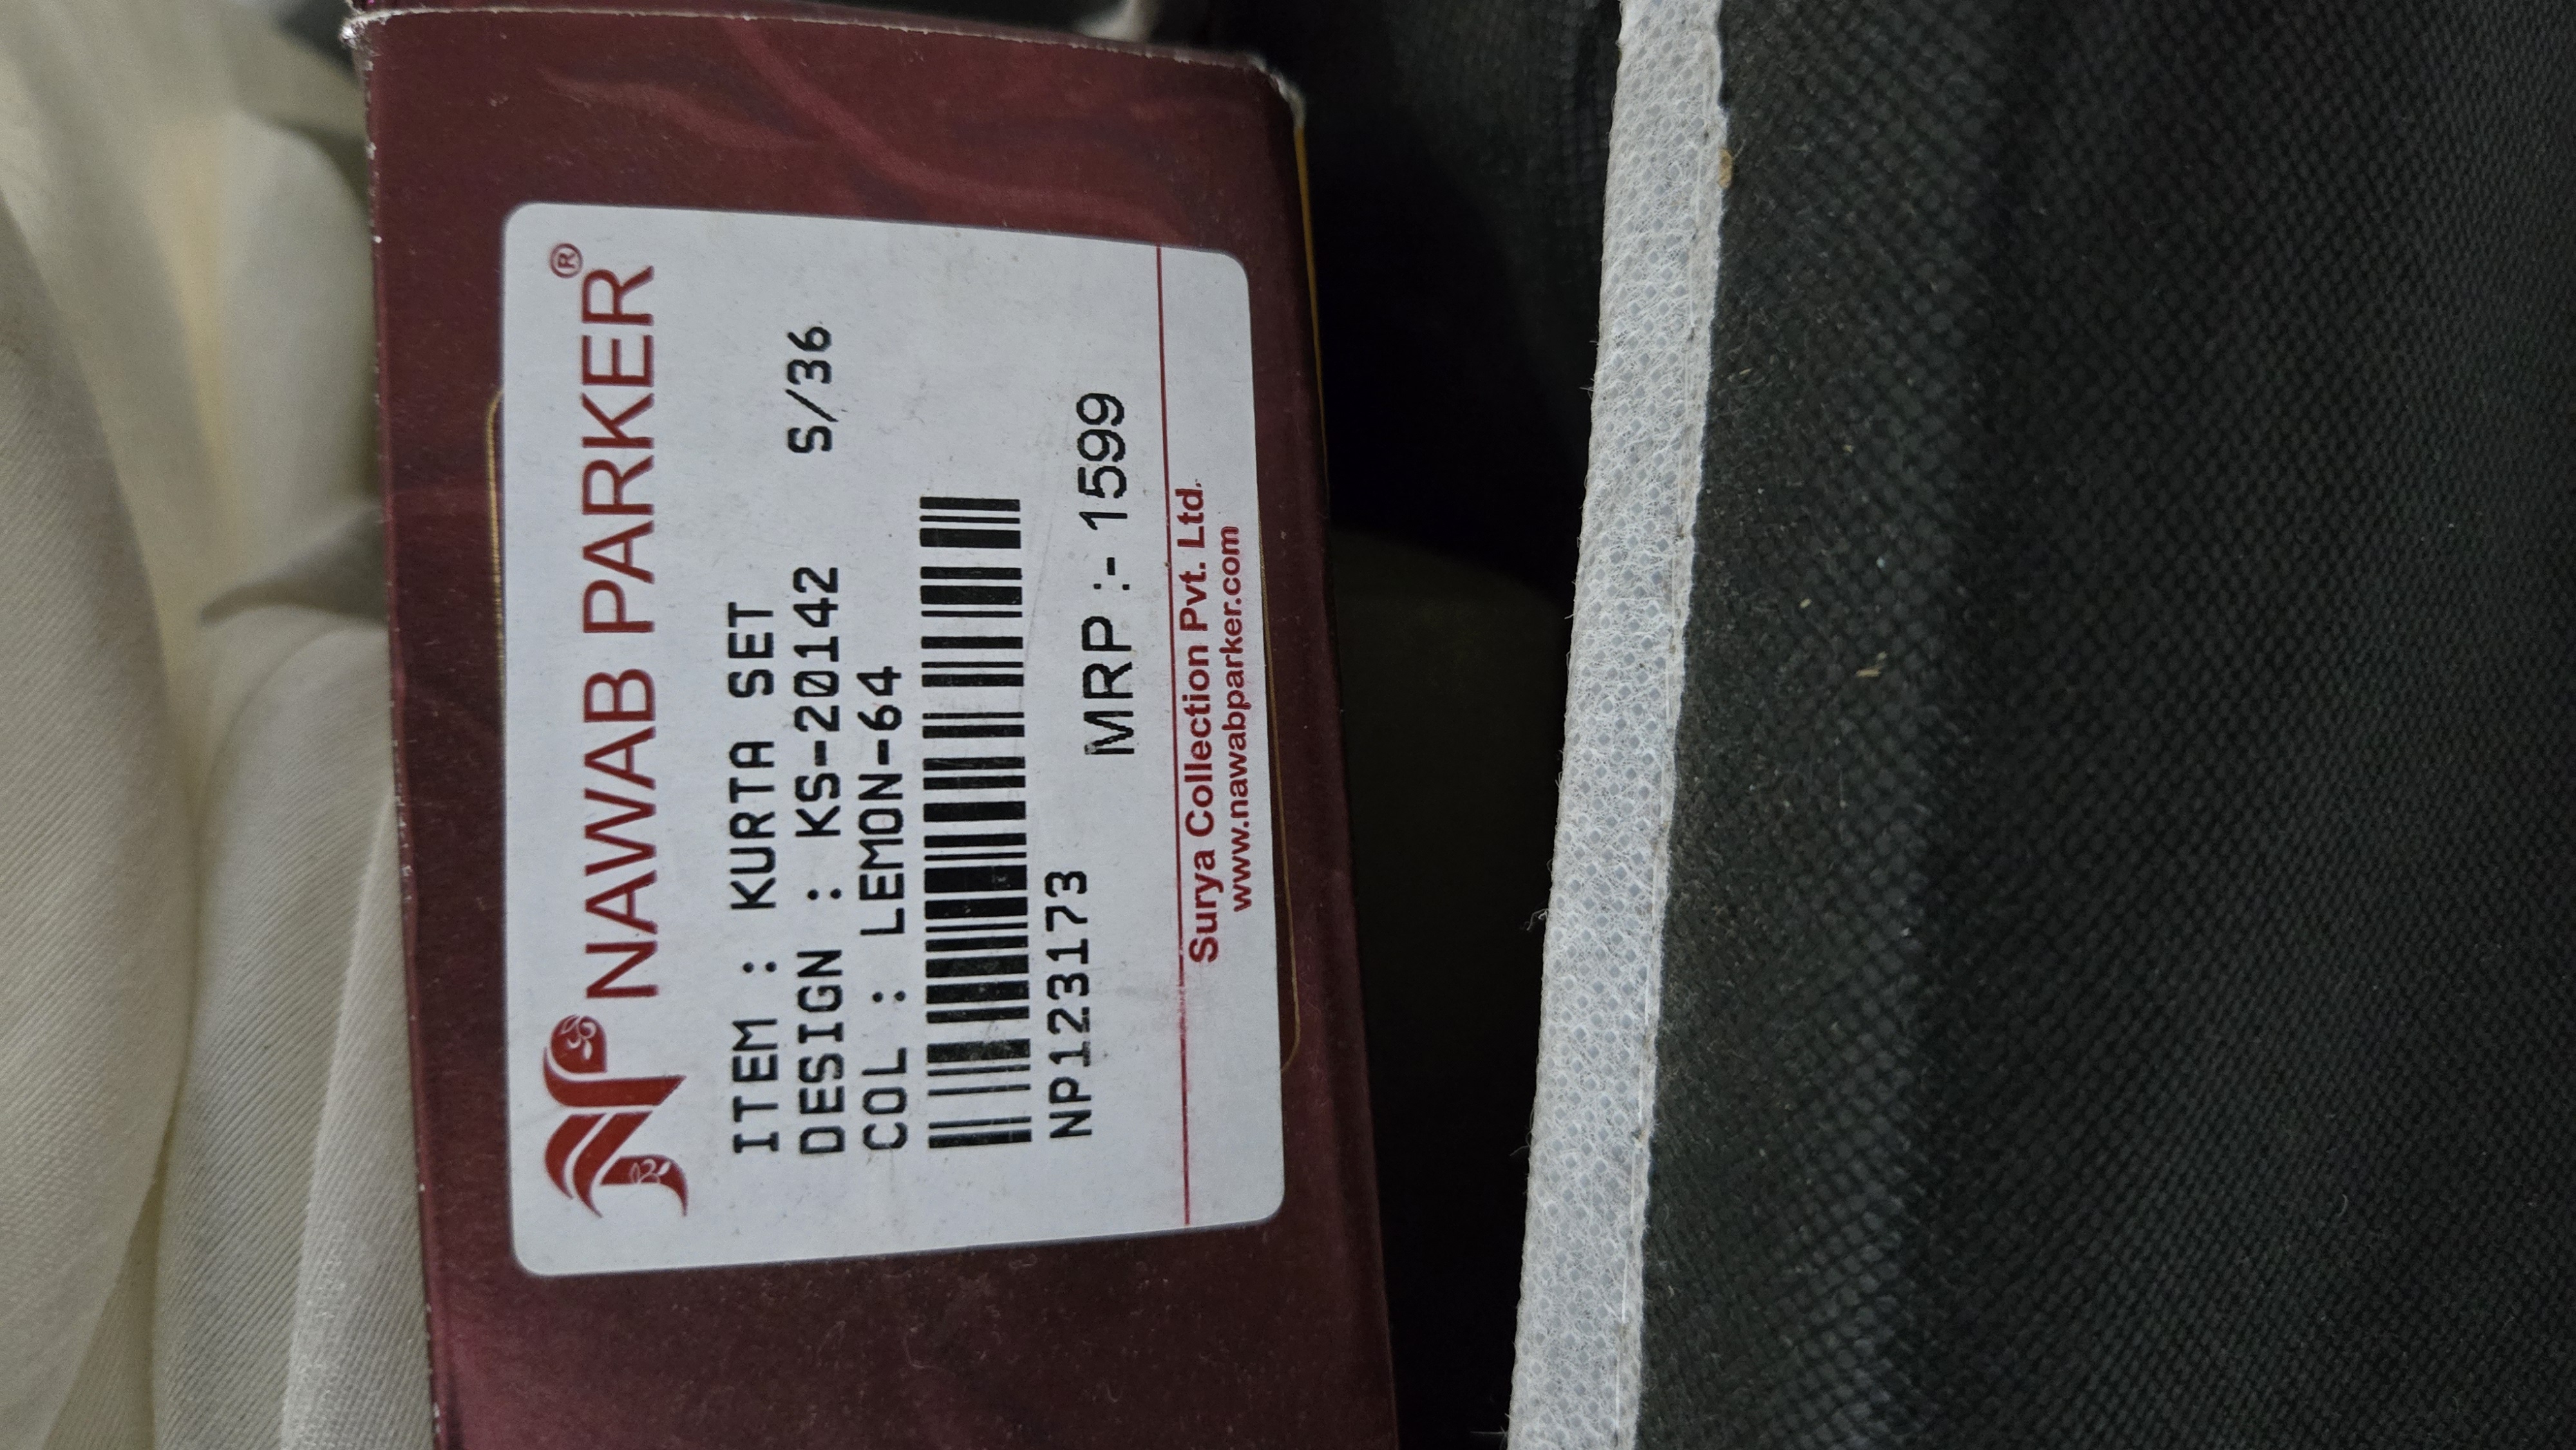 NP NAWAB PARKER®
ITEM : KURTA SET
DESIGN : KS-20142 S/36
COL : LEMON-64
NP123173
MRP :- 1599
Surya Collection Pvt. Ltd.
www.nawabparker.com